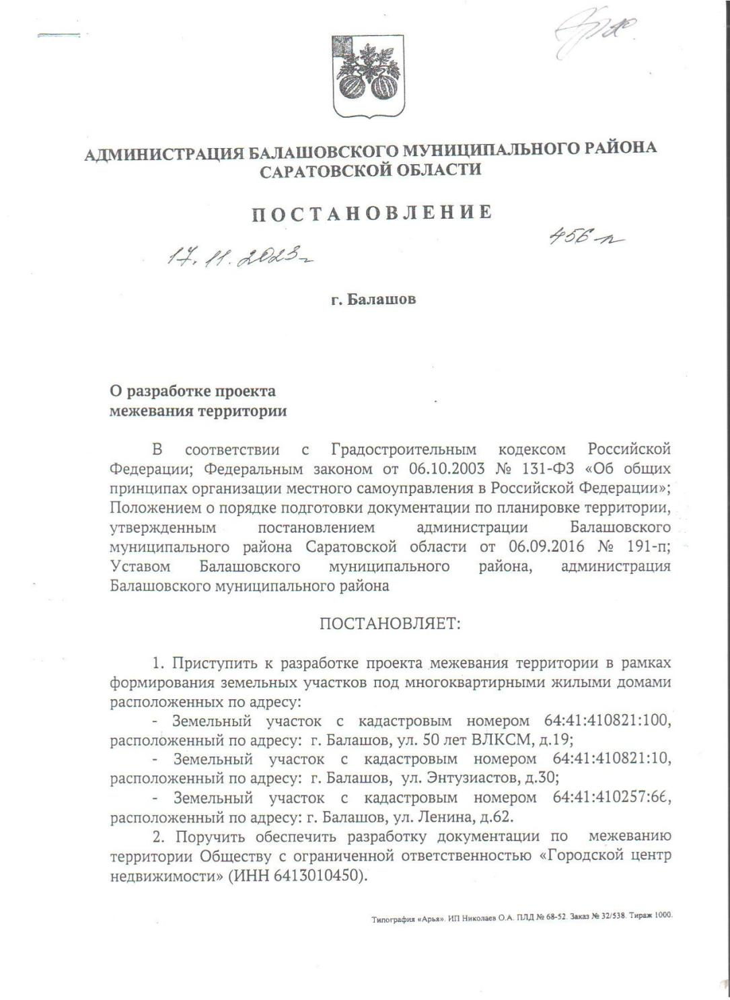 АДМИНИСТРАЦИЯ БАЛАШОВСКОГО МУНИЦИПАЛЬНОГО РАЙОНА
САРАТОВСКОЙ ОБЛАСТИ
ПОСТАНОВЛЕНИЕ
456-п
17.11.2023г
г. Балашов
О разработке проекта
межевания территории
В соответствии с Градостроительным кодексом Российской
Федерации; Федеральным законом от 06.10.2003 № 131-ФЗ «Об общих
принципах организации местного самоуправления в Российской Федерации»;
Положением о порядке подготовки документации по планировке территории,
утвержденным постановлением администрации Балашовского
муниципального района Саратовской области от 06.09.2016 № 191-п;
Уставом Балашовского муниципального района, администрация
Балашовского муниципального района
ПОСТАНОВЛЯЕТ:
1. Приступить к разработке проекта межевания территории в рамках
формирования земельных участков под многоквартирными жилыми домами
расположенных по адресу:
- Земельный участок с кадастровым номером 64:41:410821:100,
расположенный по адресу: г. Балашов, ул. 50 лет ВЛКСМ, д.19;
- Земельный участок с кадастровым номером 64:41:410821:10,
расположенный по адресу: г. Балашов, ул. Энтузиастов, д.30;
- Земельный участок с кадастровым номером 64:41:410257:66,
расположенный по адресу: г. Балашов, ул. Ленина, д.62.
2. Поручить обеспечить разработку документации по межеванию
территории Обществу с ограниченной ответственностью «Городской центр
недвижимости» (ИНН 6413010450).
Типография «Арья». ИП Николаев О.А. ПЛД № 68-52. Заказ № 32/538. Тираж 1000.